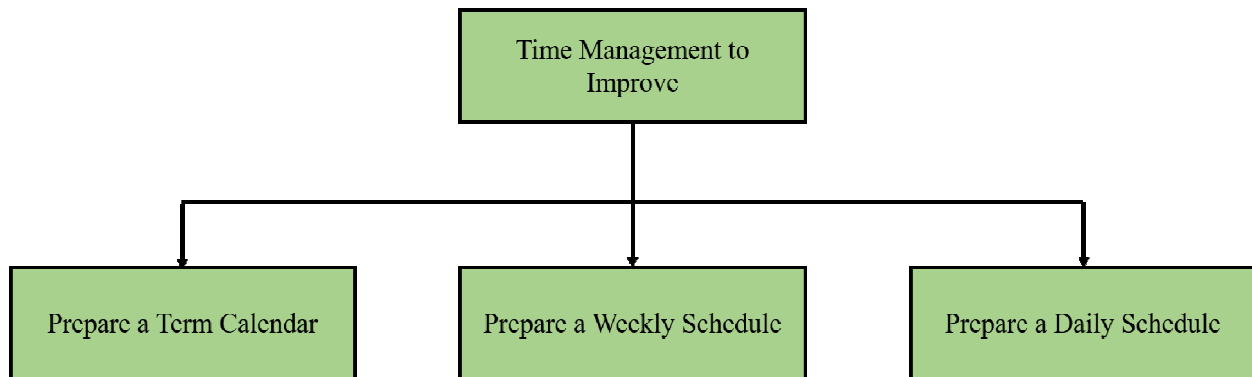 Time Management to
Improve
Prepare a Term Calendar
Prepare a Weekly Schedule
Prepare a Daily Schedule